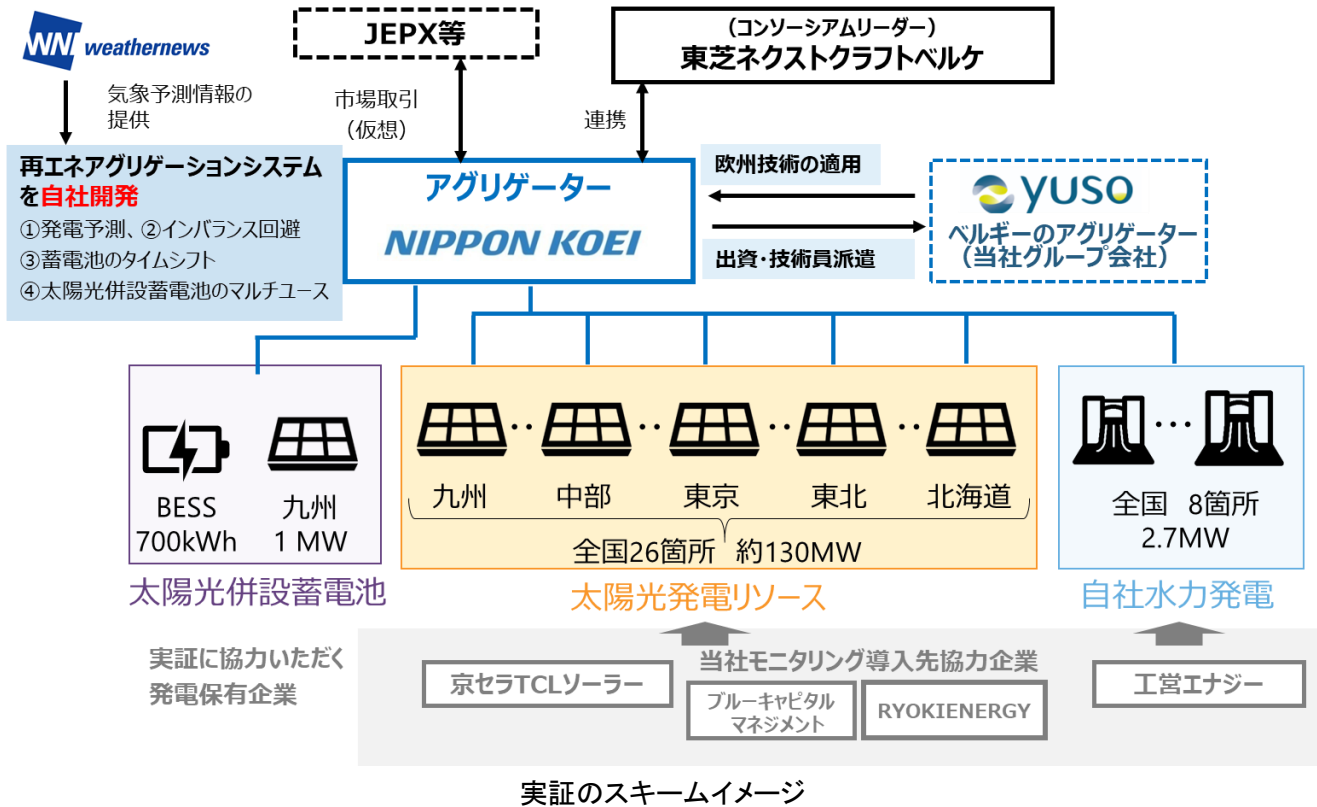 WNI weathernews
気象予測情報の
提供
JEPX等
市場取引
（仮想）
（コンソーシアムリーダー）
東芝ネクストクラフトベルケ
連携
再エネアグリゲーションシステム
を自社開発
①発電予測、②インバランス回避
③蓄電池のタイムシフト
④太陽光併設蓄電池のマルチユース
アグリゲーター
NIPPON KOEI
欧州技術の適用
出資・技術員派遣
YUSO
ベルギーのアグリゲーター
（当社グループ会社）
BESS
700kWh
九州
1 MW
太陽光併設蓄電池
九州 中部 東京 東北 北海道
全国26箇所 約130MW
太陽光発電リソース
全国 8箇所
2.7MW
自社水力発電
実証に協力いただく
発電保有企業
京セラTCLソーラー
当社モニタリング導入先協力企業
ブルーキャピタル
マネジメント
RYOKIENERGY
工営エナジー
実証のスキームイメージ